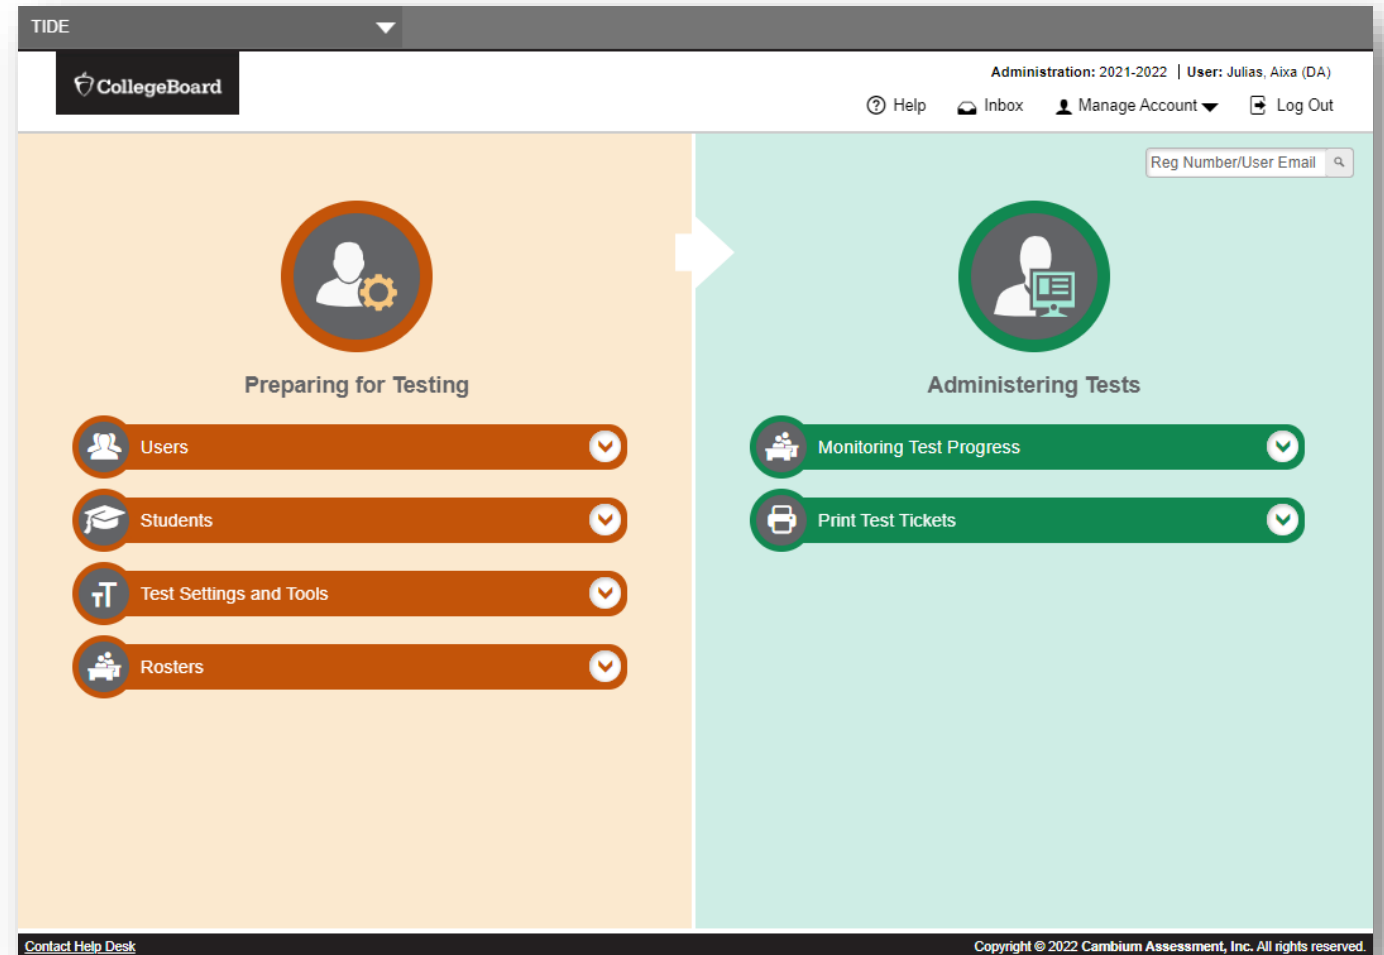 TIDE
CollegeBoard
Administration: 2021-2022 | User: Julias, Aixa (DA)
Help Inbox Manage Account Log Out
Reg Number/User Email
Preparing for Testing
Users
Students
TT Test Settings and Tools
Rosters
Administering Tests
Monitoring Test Progress
Print Test Tickets
Contact Help Desk
Copyright © 2022 Cambium Assessment, Inc. All rights reserved.